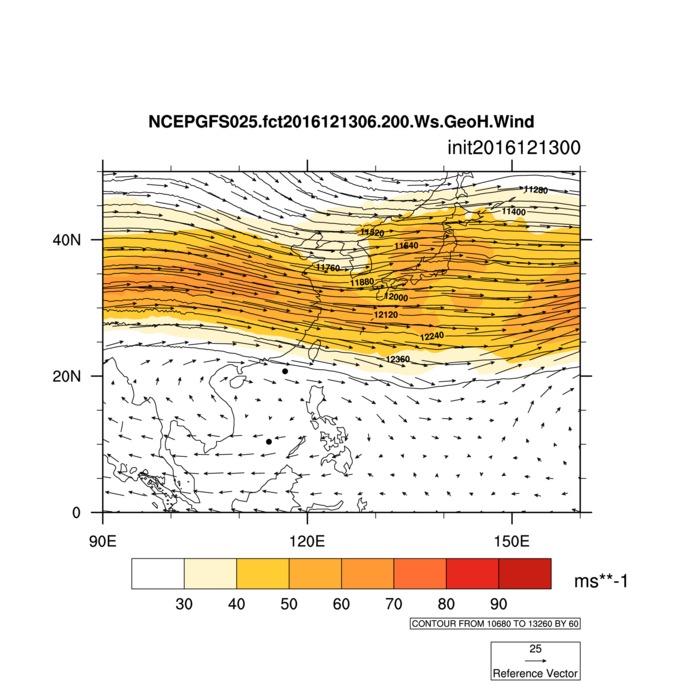 NCEPGFS025.fct2016121306.200.Ws.GeoH.Wind
init2016121300
11280
11400
11520
40N
11640
11760
11880
12000
12120
12240
12360
20N
0
90E 120E 150E
ms**-1
30 40 50 60 70 80 90
CONTOUR FROM 10680 TO 13260 BY 60
25
Reference Vector